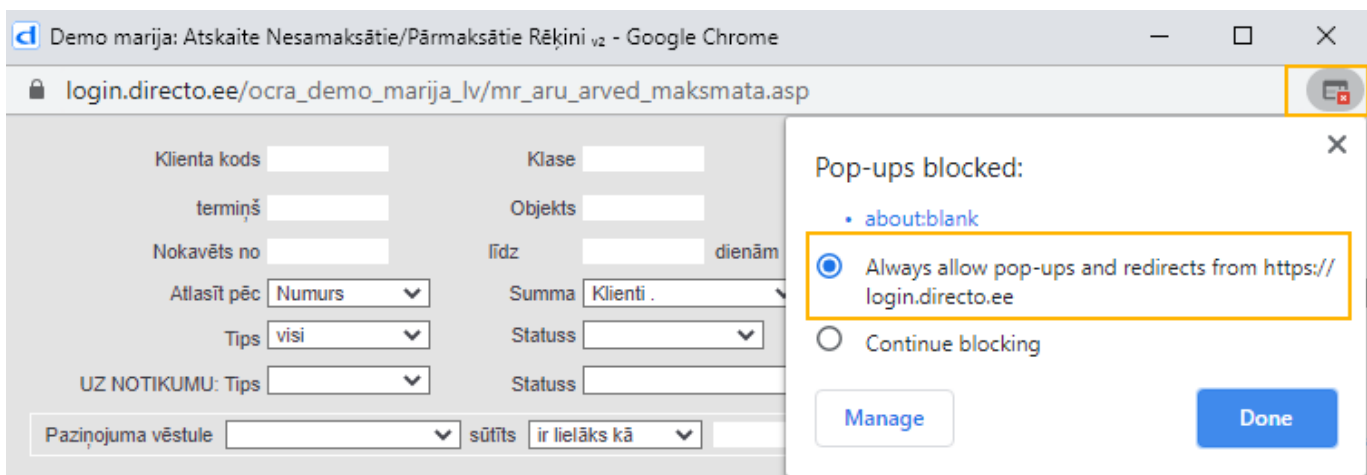 Demo marija: Atskaite Nesamaksātie/Pārmaksātie Rēķini v2 - Google Chrome
login.directo.ee/ocra_demo_marija_lv/mr_aru_arved_maksmata.asp
Klienta kods Klase
termiņš Objekts
Nokavēts no līdz dienām
Atlasīt pēc Numurs Summa Klienti .
Tips visi Statuss
UZ NOTIKUMU: Tips Statuss
Paziņojuma vēstule sūtīts ir lielāks kā
Pop-ups blocked:
• about:blank
Always allow pop-ups and redirects from https://
login.directo.ee
Continue blocking
Manage Done